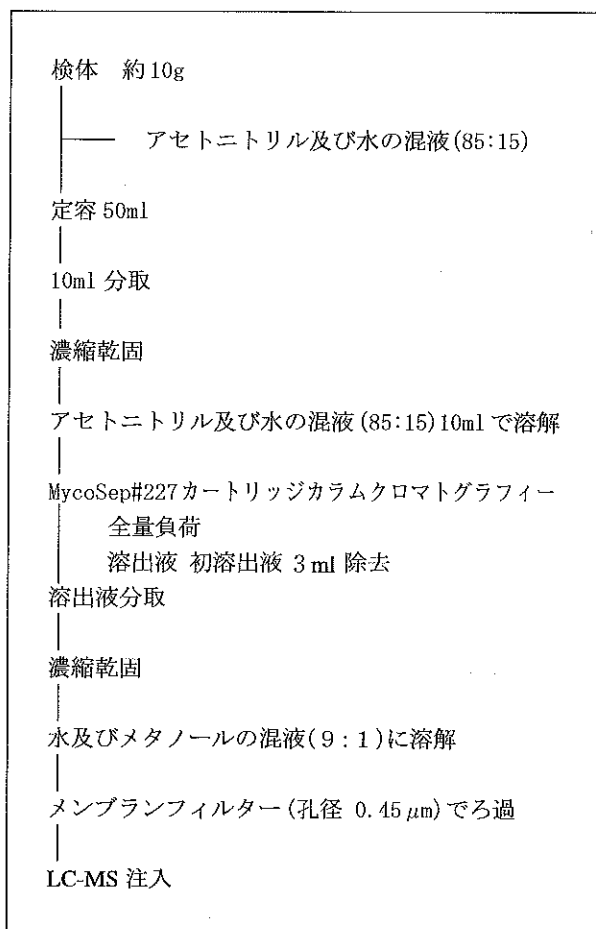 検体　約10g
アセトニトリル及び水の混液(85:15)
定容 50ml
10ml 分取
濃縮乾固
アセトニトリル及び水の混液(85:15)10mlで溶解
MycoSep#227カートリッジカラムクロマトグラフィー
全量負荷
溶出液 初溶出液 3ml 除去
溶出液分取
濃縮乾固
水及びメタノールの混液(9：1)に溶解
メンブランフィルター(孔径 0.45μm)でろ過
LC-MS 注入